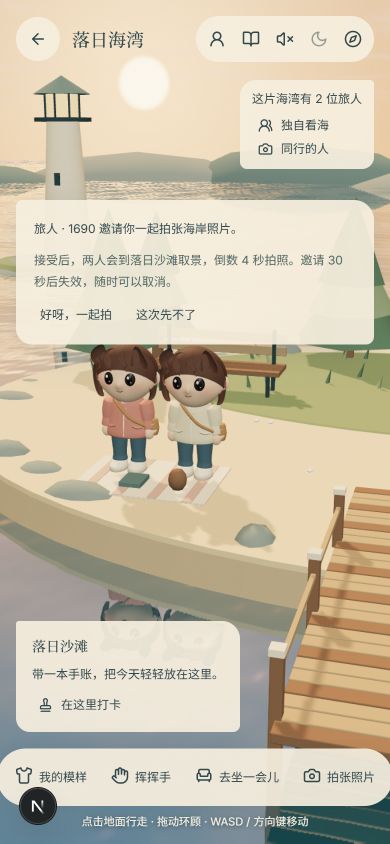 落日海湾
这片海湾有 2 位旅人
独自看海
同行的人
旅人 · 1690 邀请你一起拍张海岸照片。
接受后，两人会到落日沙滩取景，倒数 4 秒拍照。邀请 30
秒后失效，随时可以取消。
好呀，一起拍 这次先不了
落日沙滩
带一本手账，把今天轻轻放在这里。
在这里打卡
我的模样 挥挥手 去坐一会儿 拍张照片
N
点击地面行走 · 拖动环顾 · WASD / 方向键移动